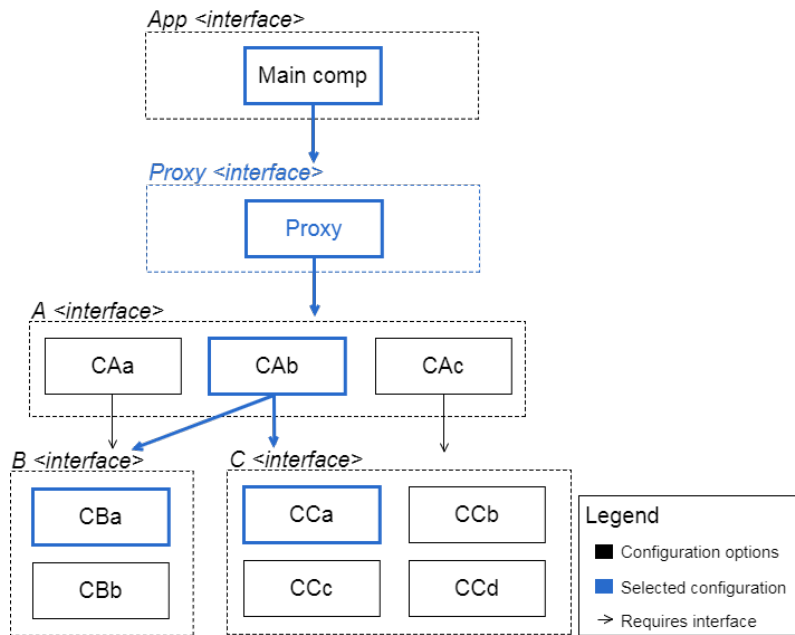 App <interface>
Main comp
Proxy <interface>
Proxy
A <interface>
CAa
CAb
CAc
B <interface>
C <interface>
CBa
CCa
CCb
CBb
CCc
CCd
Legend
Configuration options
Selected configuration
Requires interface